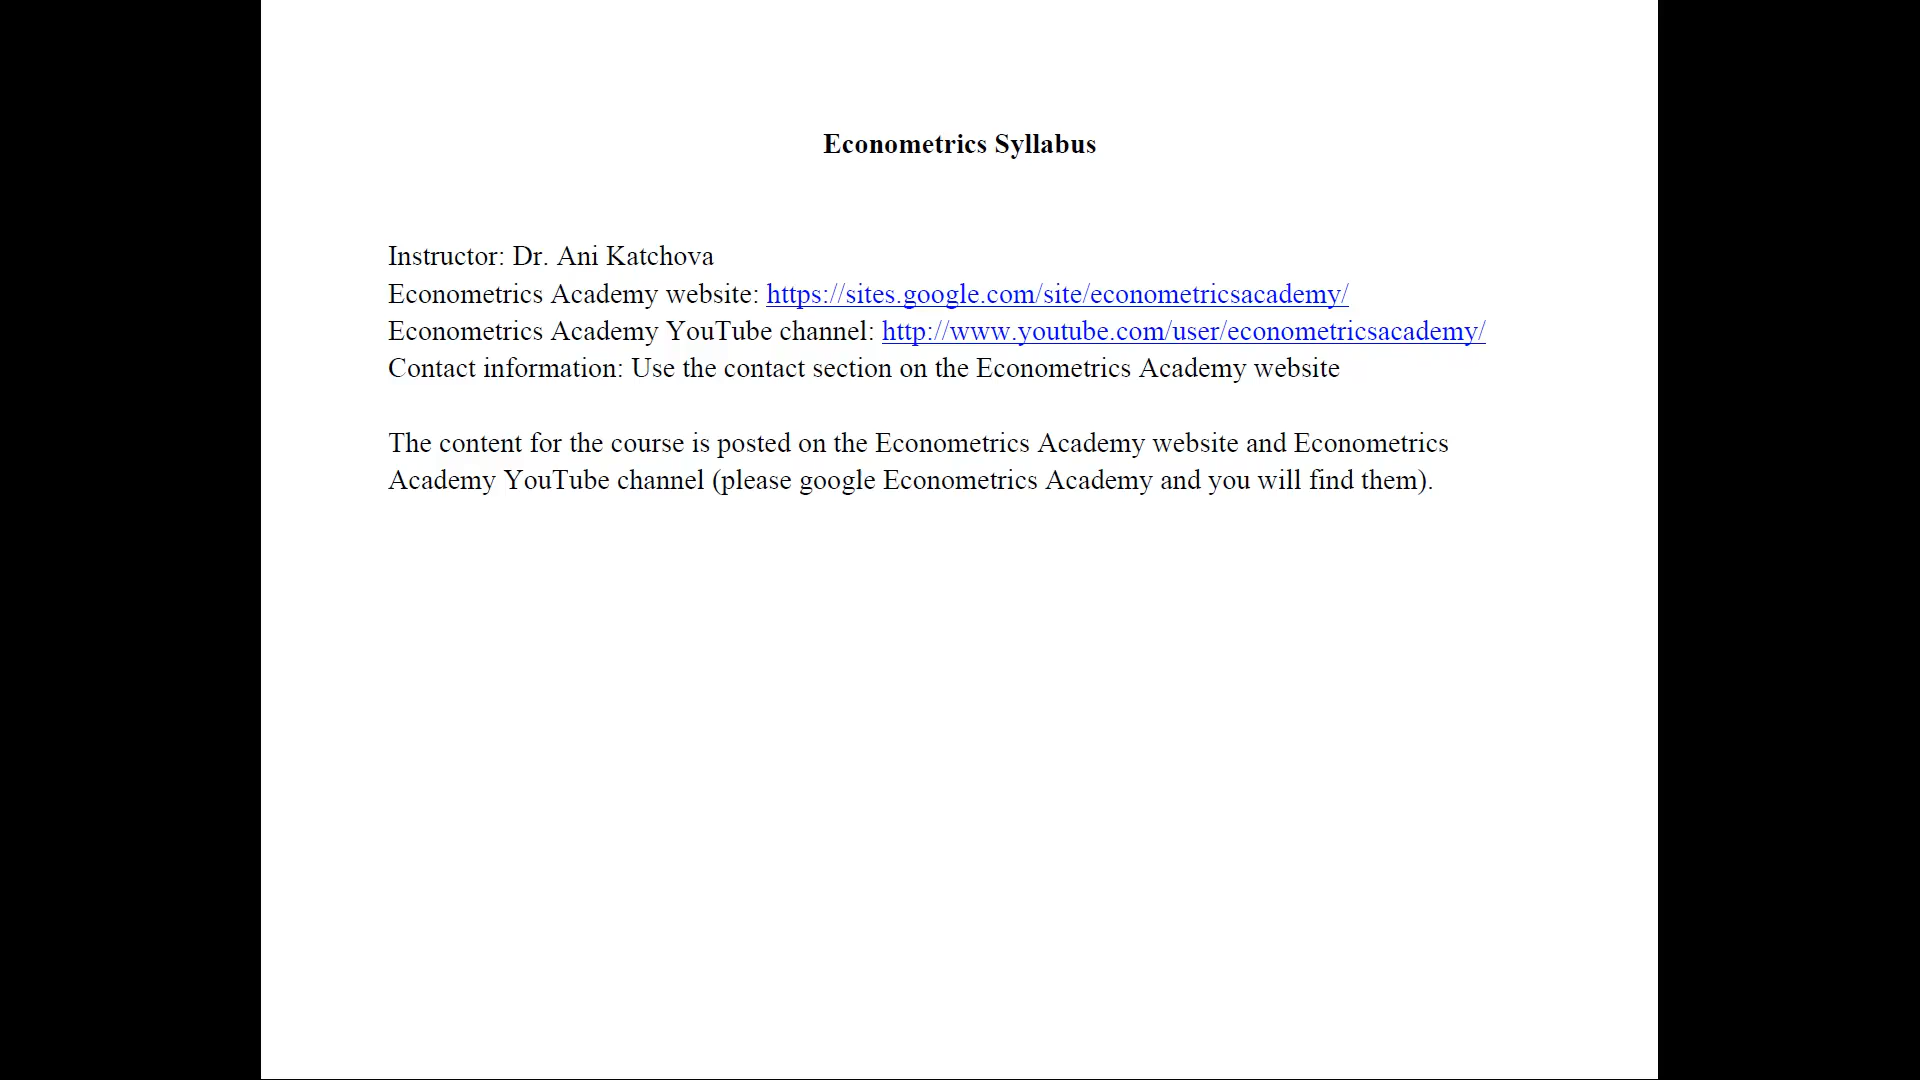 Econometrics Syllabus
Instructor: Dr. Ani Katchova
Econometrics Academy website: https://sites.google.com/site/econometricsacademy/
Econometrics Academy YouTube channel: http://www.youtube.com/user/econometricsacademy/
Contact information: Use the contact section on the Econometrics Academy website
The content for the course is posted on the Econometrics Academy website and Econometrics
Academy YouTube channel (please google Econometrics Academy and you will find them).